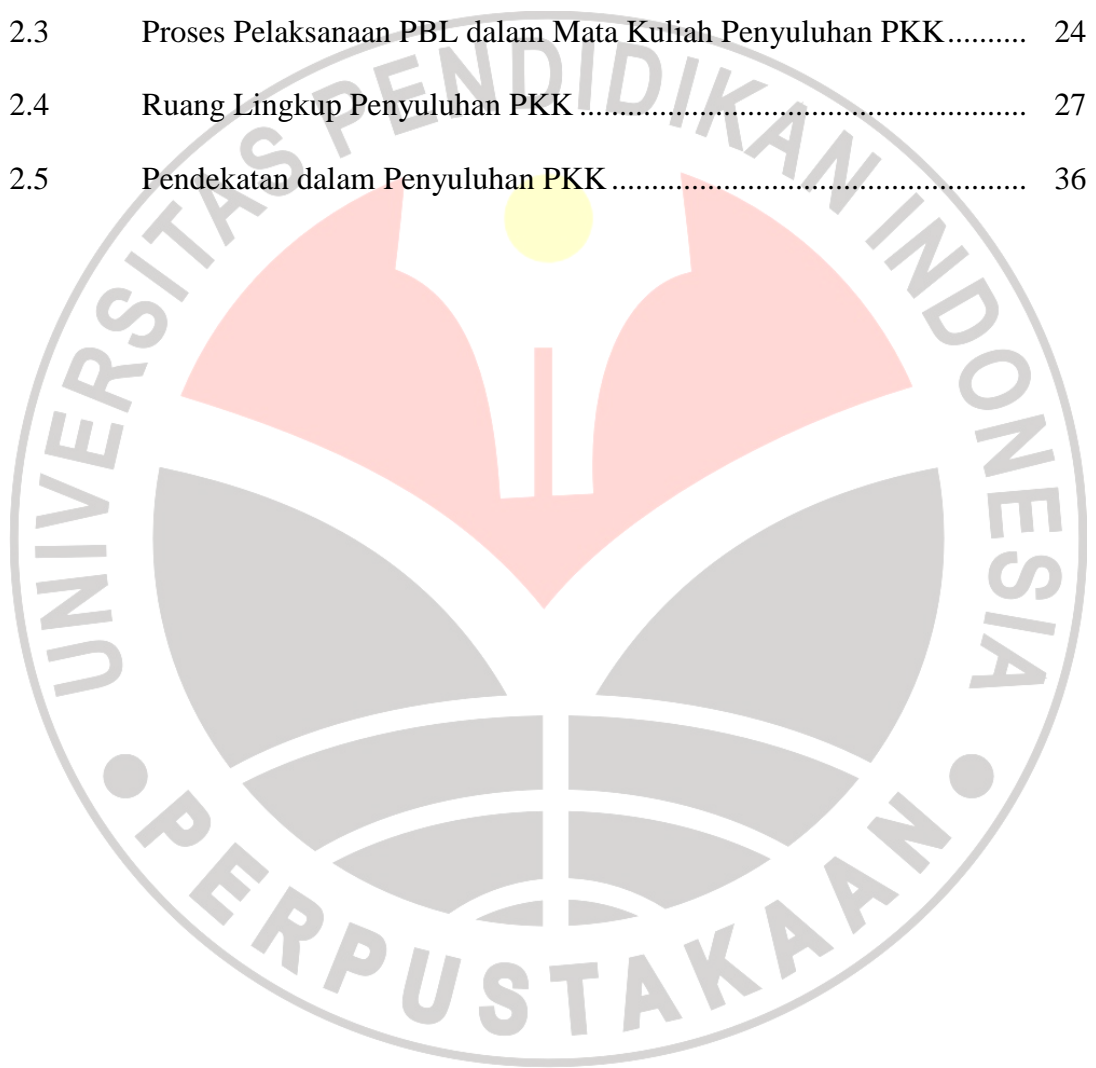 2.3 Proses Pelaksanaan PBL dalam Mata Kuliah Penyuluhan PKK.......... 24
2.4 Ruang Lingkup Penyuluhan PKK ..................................................... 27
2.5 Pendekatan dalam Penyuluhan PKK ................................................. 36
UNIVERSITAS PENDIDIKAN INDONESIA
PERPUSTAKAAN